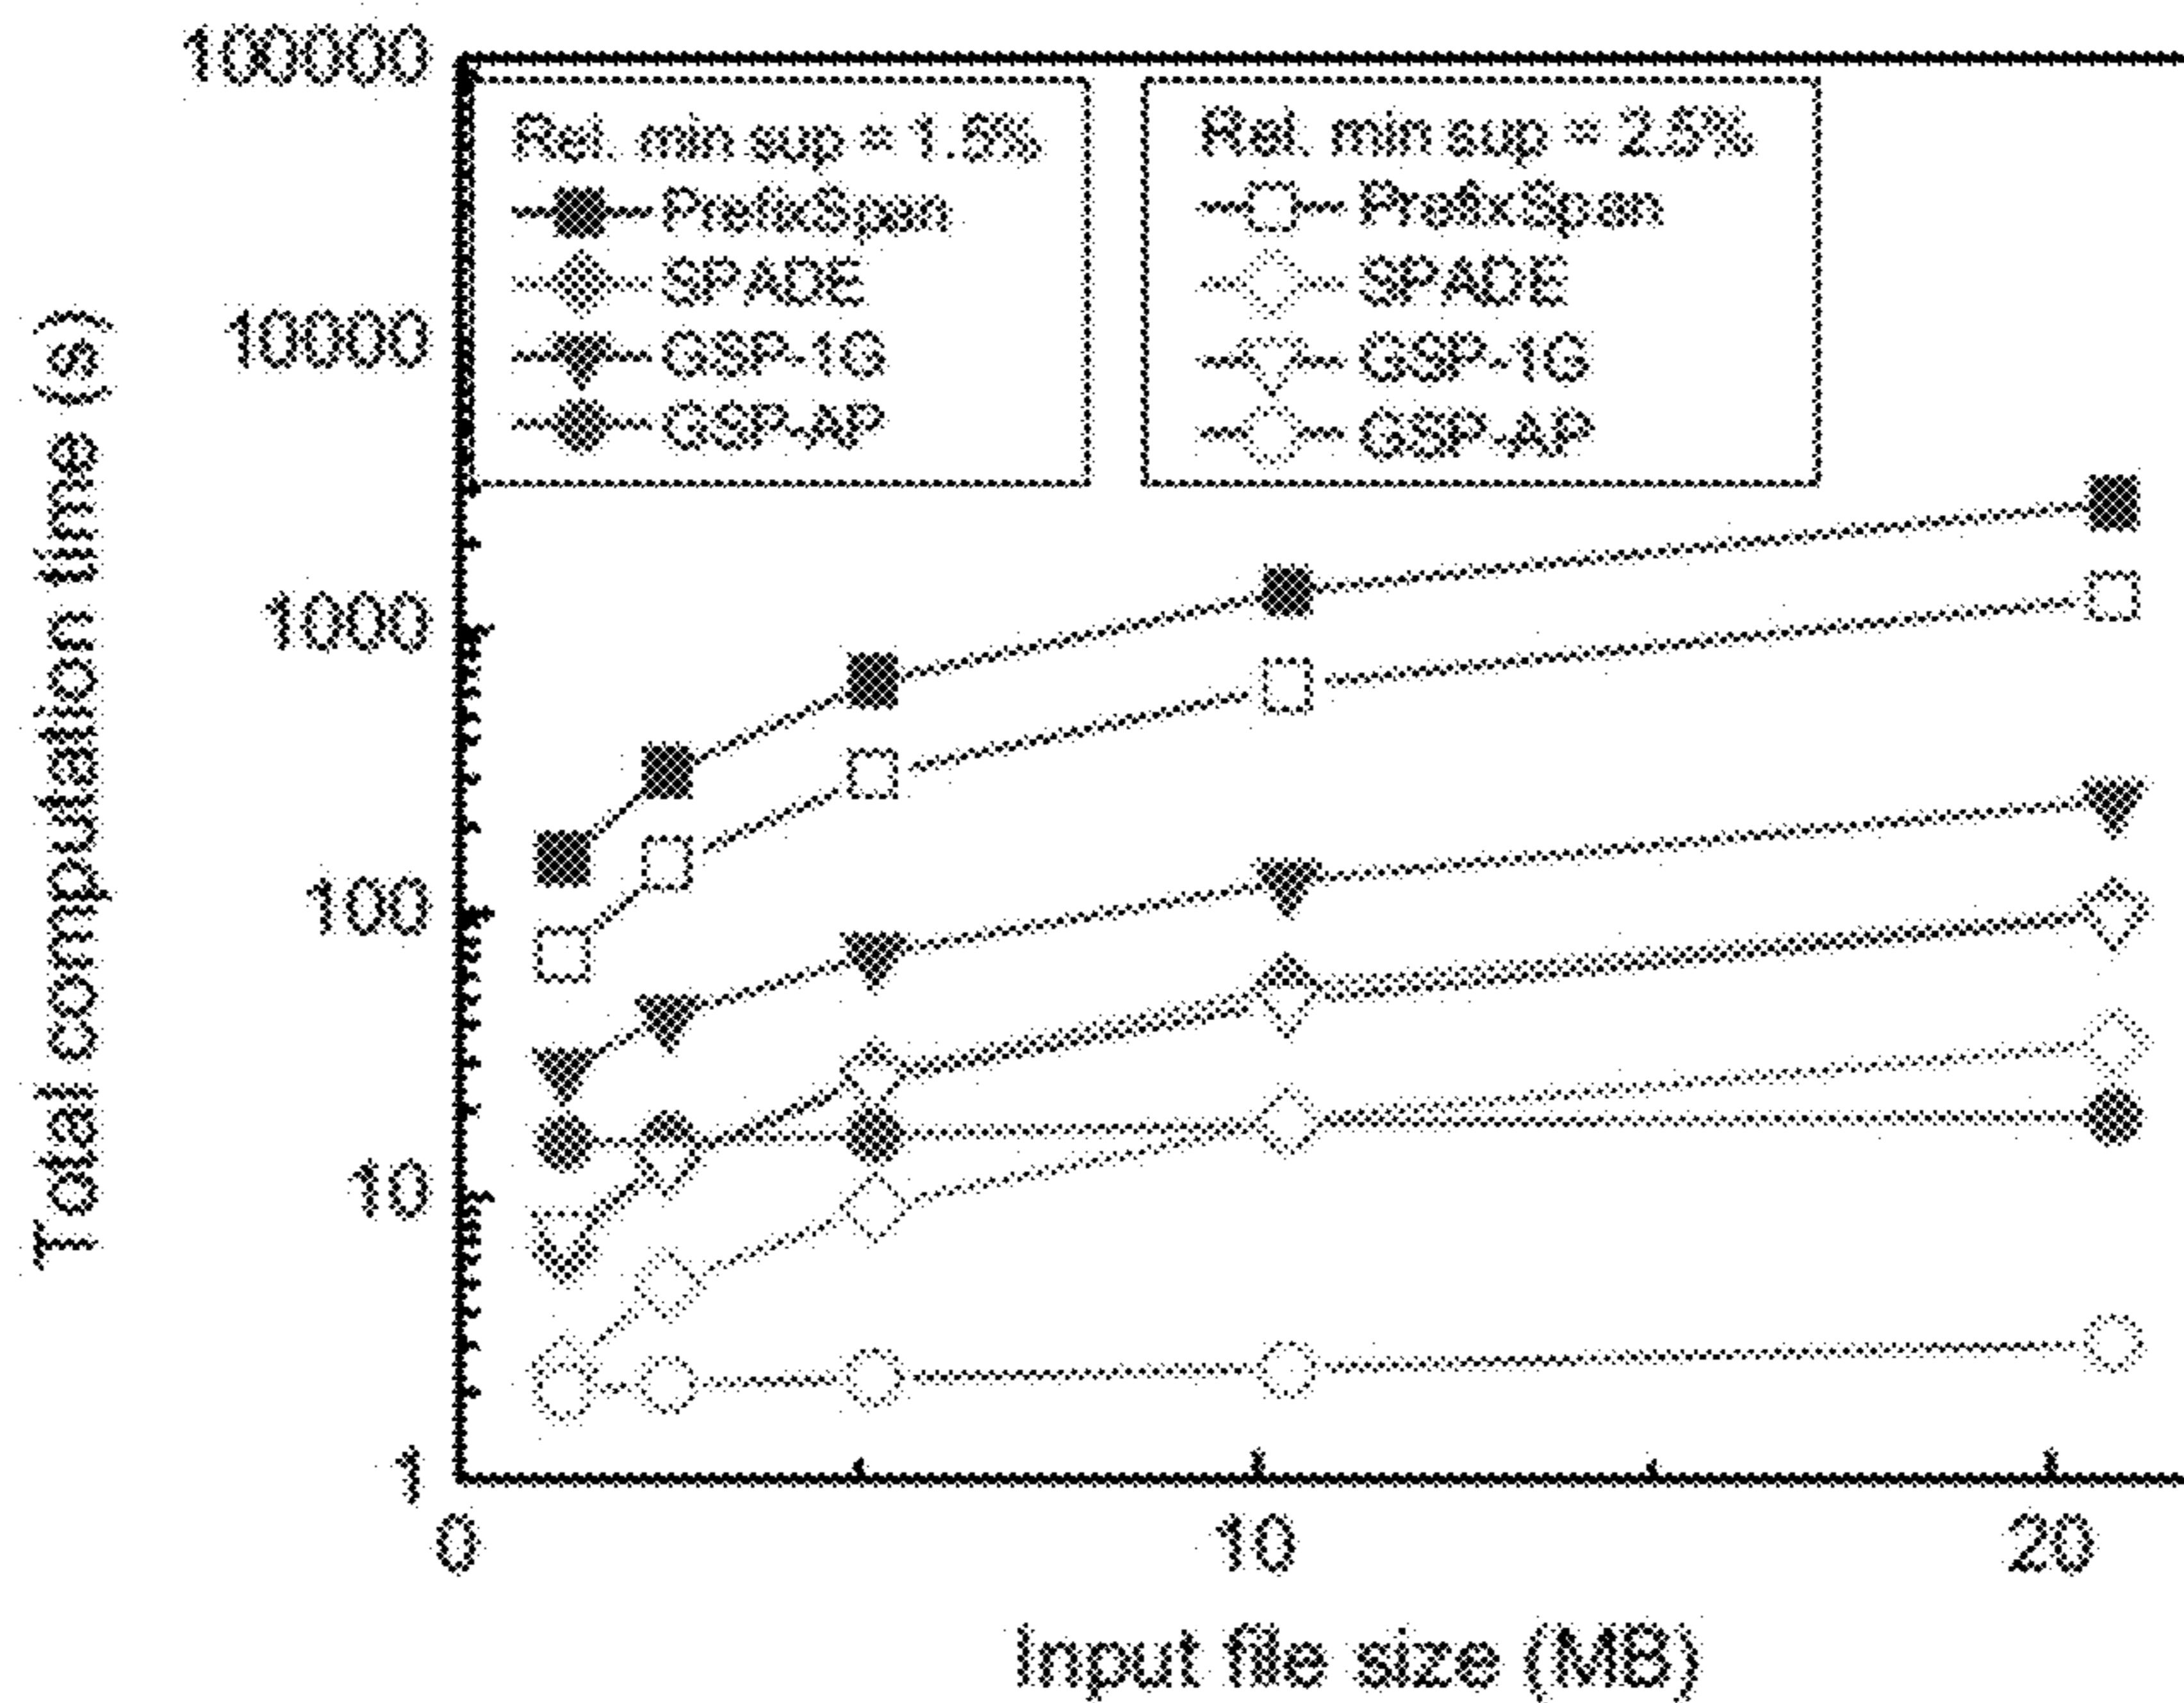 100000
10000
1000
100
10
1
Total computation time (s)
Rel. min sup = 1.5%
PrefixSpan
SPADE
GSP-1G
GSP-AP
Rel. min sup = 2.5%
PrefixSpan
SPADE
GSP-1G
GSP-AP
0 10 20
Input file size (MB)